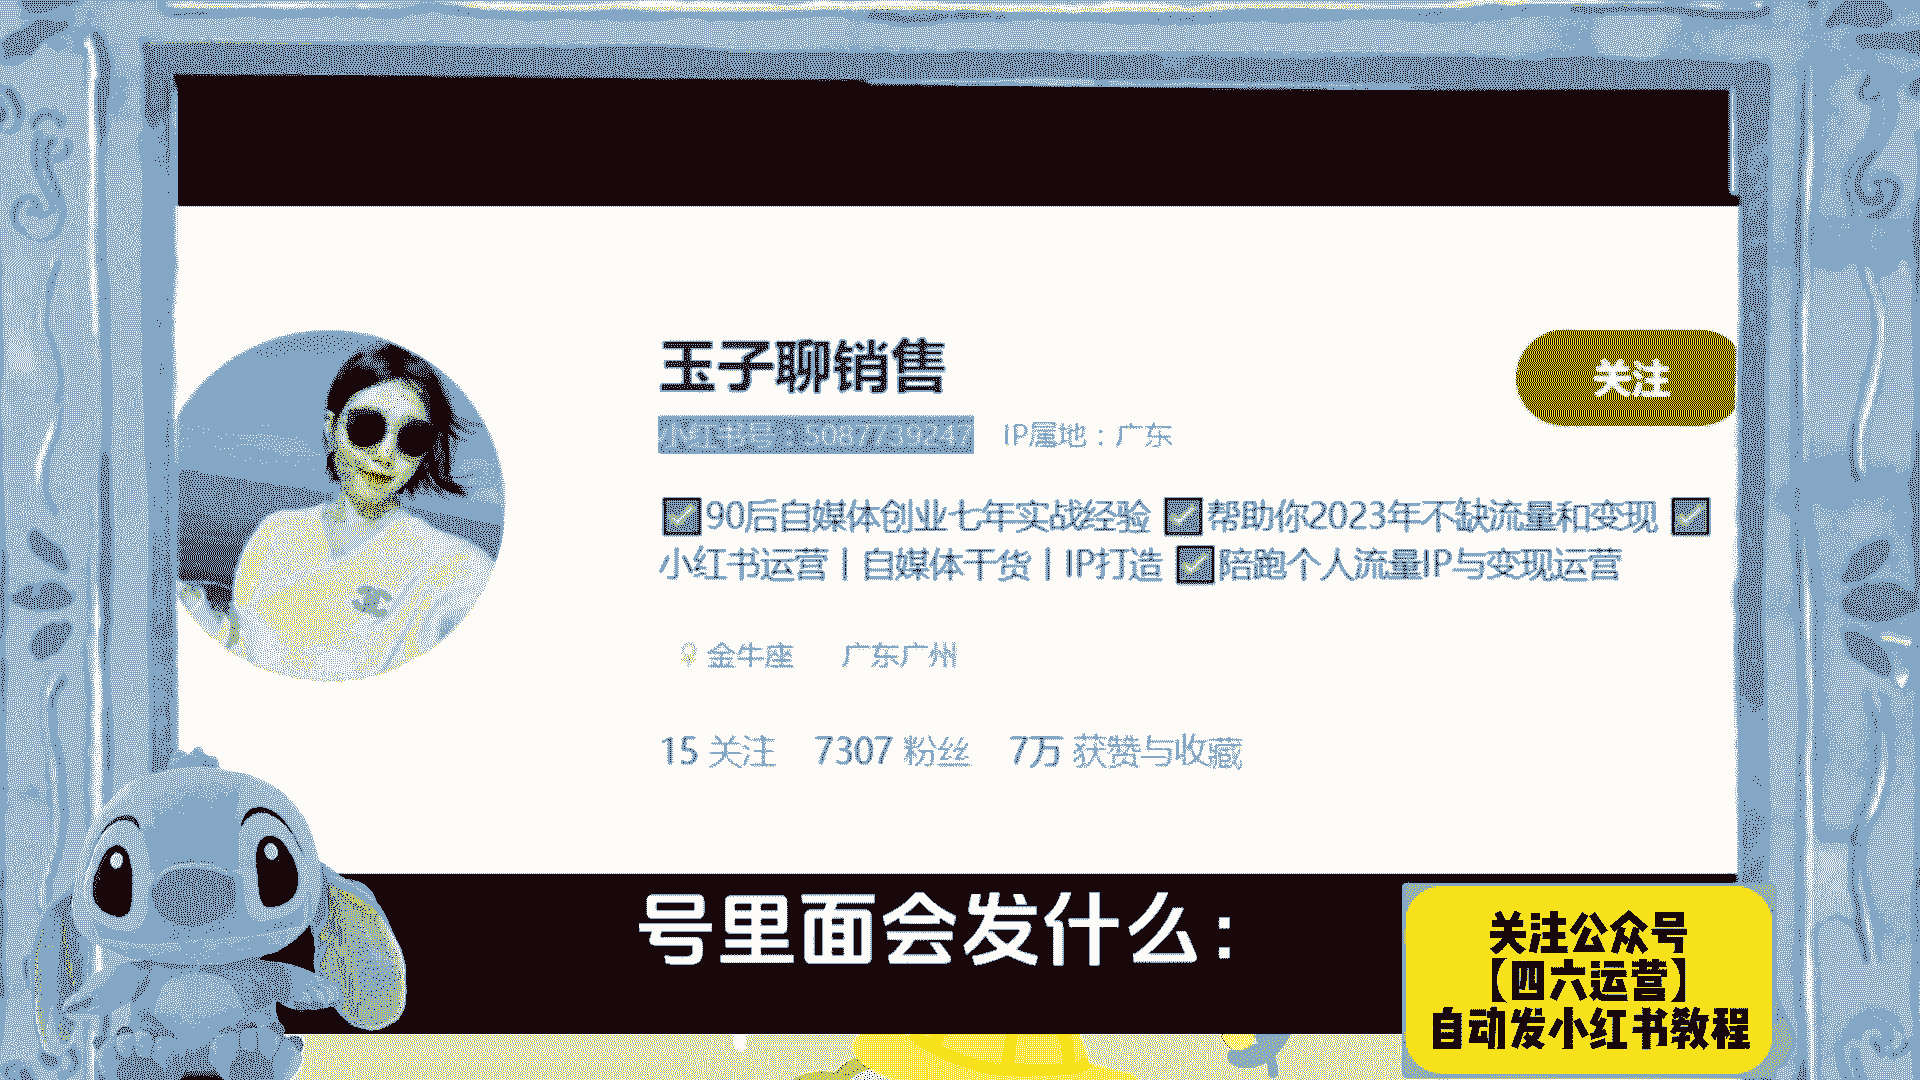 玉子聊销售
关注
小红书号：5087739247 IP属地：广东
✅90后自媒体创业七年实战经验 ✅帮助你2023年不缺流量和变现 ✅
小红书运营丨自媒体干货丨IP打造 ✅陪跑个人流量IP与变现运营
金牛座 广东广州
15 关注 7307 粉丝 7万 获赞与收藏
号里面会发什么：
关注公众号
【四六运营】
自动发小红书教程